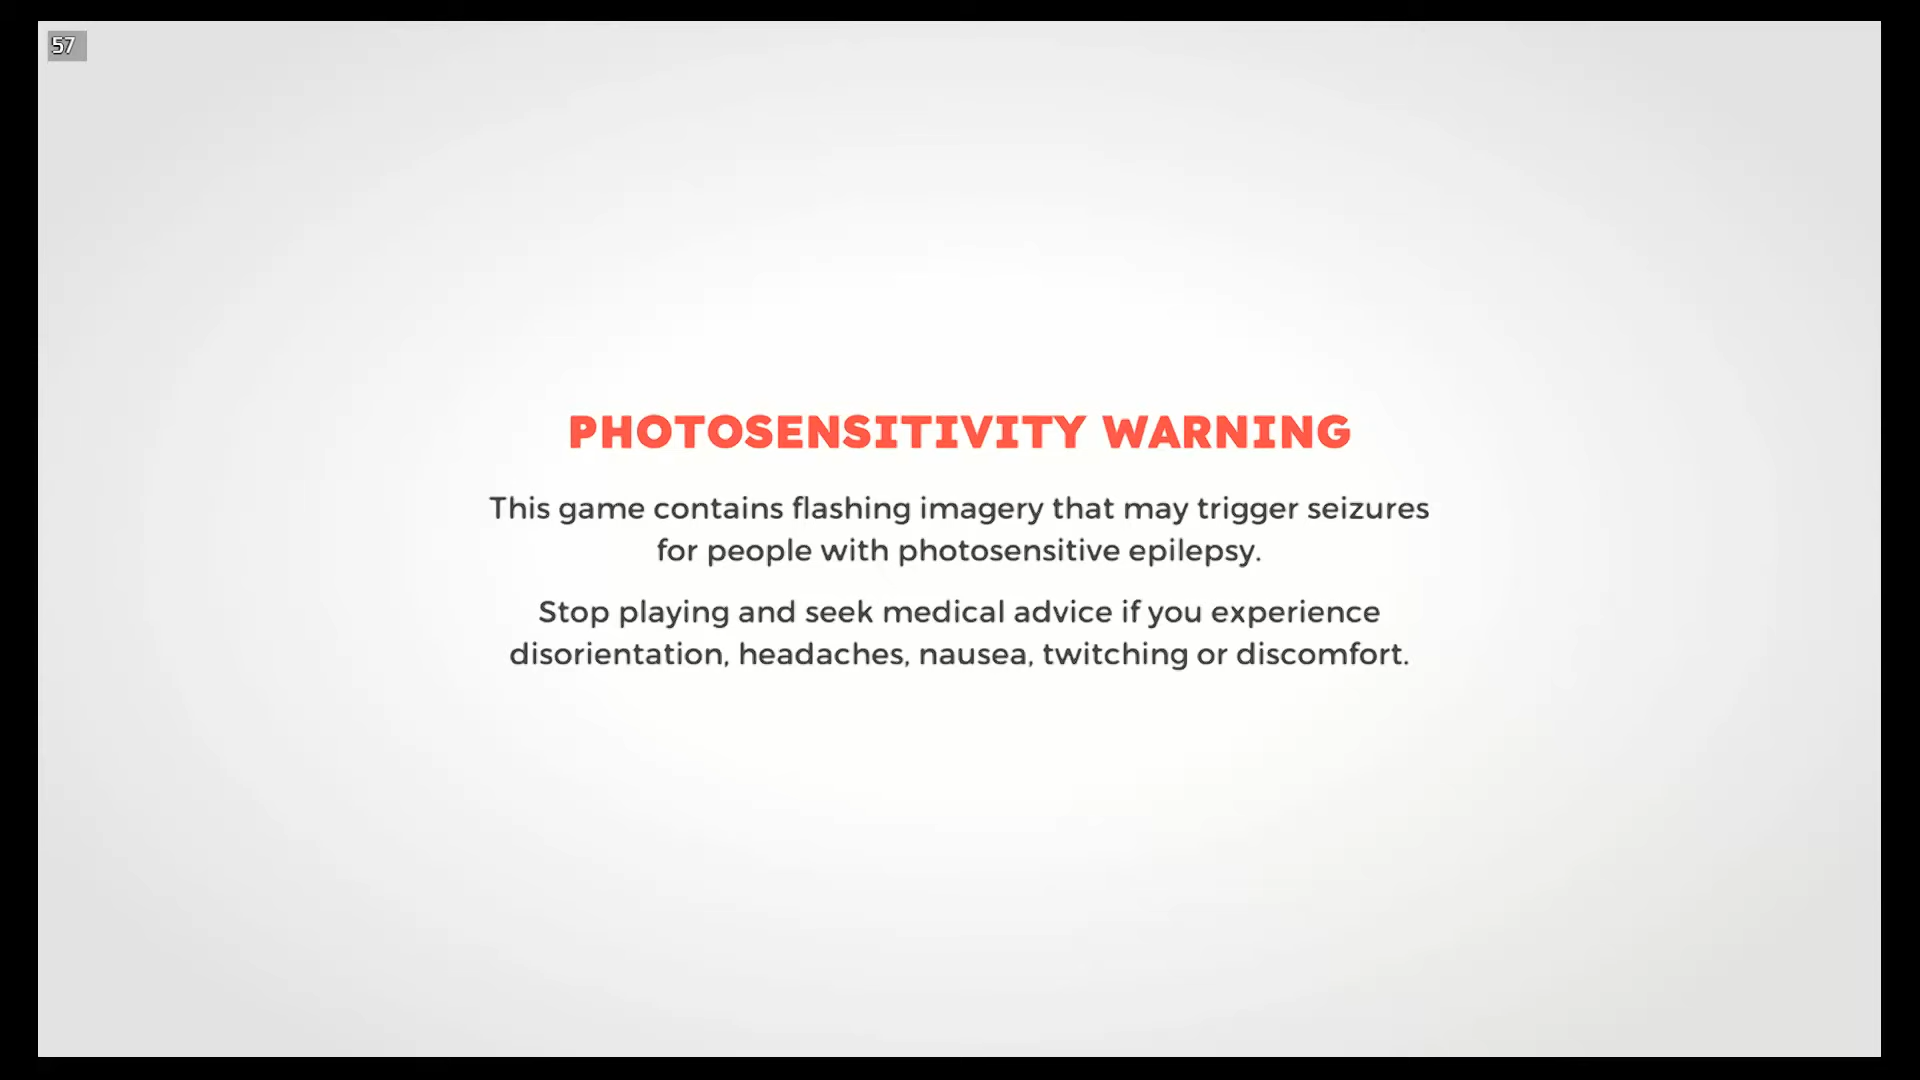 57
PHOTOSENSITIVITY WARNING
This game contains flashing imagery that may trigger seizures
for people with photosensitive epilepsy.
Stop playing and seek medical advice if you experience
disorientation, headaches, nausea, twitching or discomfort.